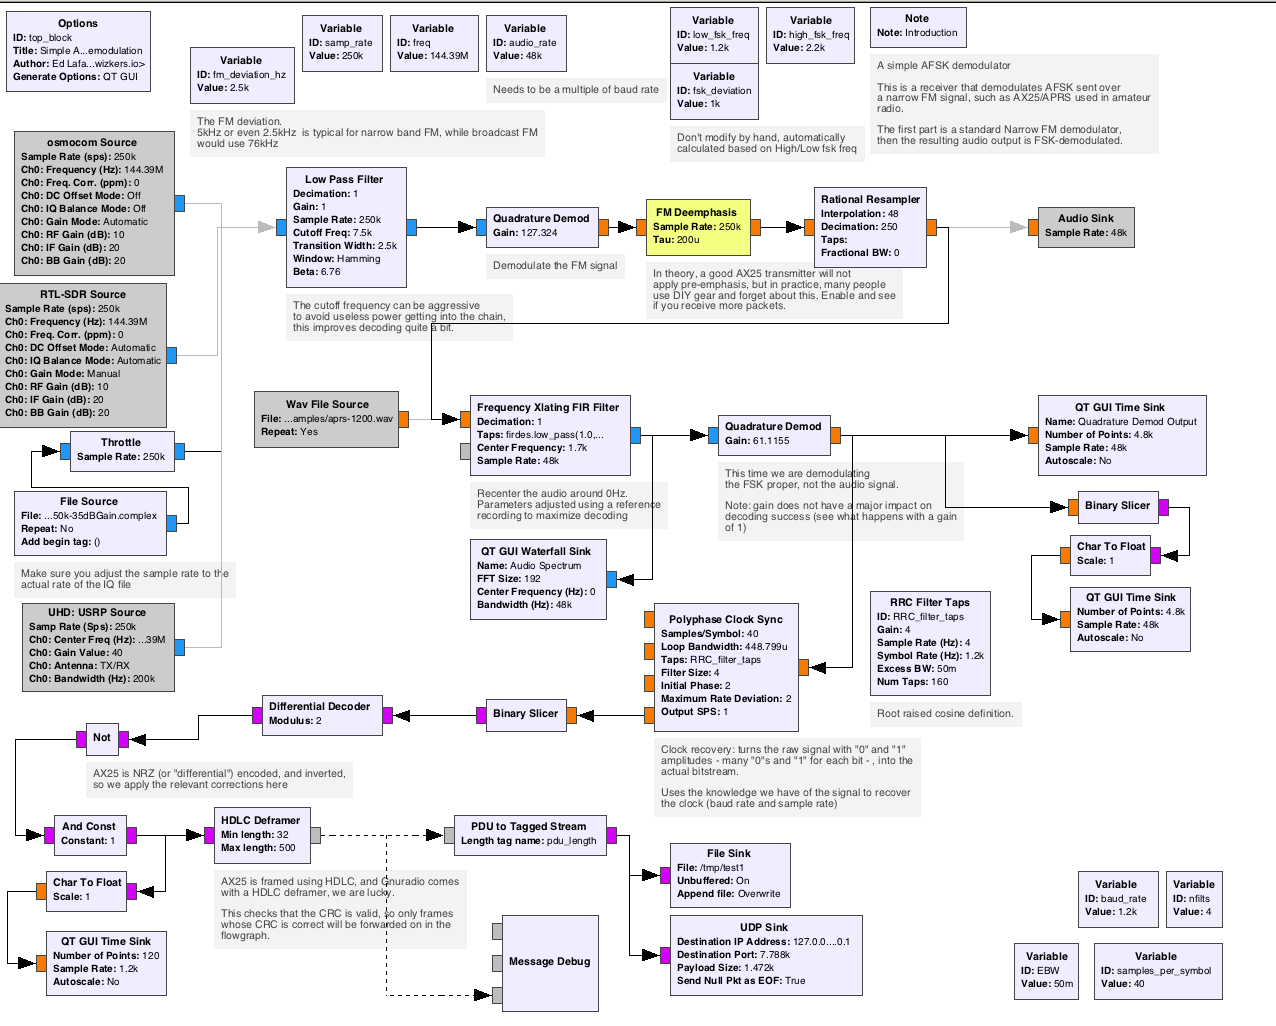 Options
ID: top_block
Title: Simple A...emodulation
Author: Ed Lafa...wizkers.io>
Generate Options: QT GUI
Variable
ID: fm_deviation_hz
Value: 2.5k
Variable
ID: samp_rate
Value: 250k
Variable
ID: freq
Value: 144.39M
Variable
ID: audio_rate
Value: 48k
Needs to be a multiple of baud rate
Variable
ID: low_fsk_freq
Value: 1.2k
Variable
ID: high_fsk_freq
Value: 2.2k
Variable
ID: fsk_deviation
Value: 1k
Don't modify by hand, automatically
calculated based on High/Low fsk freq
Note
Note: Introduction
A simple AFSK demodulator
This is a receiver that demodulates AFSK sent over
a narrow FM signal, such as AX25/APRS used in amateur
radio.
The first part is a standard Narrow FM demodulator,
then the resulting audio output is FSK-demodulated.
The FM deviation.
5kHz or even 2.5kHz is typical for narrow band FM, while broadcast FM
would use 76kHz
osmocom Source
Sample Rate (sps): 250k
Ch0: Frequency (Hz): 144.39M
Ch0: Freq. Corr. (ppm): 0
Ch0: DC Offset Mode: Off
Ch0: IQ Balance Mode: Off
Ch0: Gain Mode: Automatic
Ch0: RF Gain (dB): 10
Ch0: IF Gain (dB): 20
Ch0: BB Gain (dB): 20
Low Pass Filter
Decimation: 1
Gain: 1
Sample Rate: 250k
Cutoff Freq: 7.5k
Transition Width: 2.5k
Window: Hamming
Beta: 6.76
The cutoff frequency can be aggressive
to avoid useless power getting into the chain,
this improves decoding quite a bit.
Quadrature Demod
Gain: 127.324
Demodulate the FM signal
FM Deemphasis
Sample Rate: 250k
Tau: 200u
In theory, a good AX25 transmitter will not
apply pre-emphasis, but in practice, many people
use DIY gear and forget about this. Enable and see
if you receive more packets.
Rational Resampler
Interpolation: 48
Decimation: 250
Taps:
Fractional BW: 0
Audio Sink
Sample Rate: 48k
RTL-SDR Source
Sample Rate (sps): 250k
Ch0: Frequency (Hz): 144.39M
Ch0: Freq. Corr. (ppm): 0
Ch0: DC Offset Mode: Automatic
Ch0: IQ Balance Mode: Automatic
Ch0: Gain Mode: Manual
Ch0: RF Gain (dB): 10
Ch0: IF Gain (dB): 20
Ch0: BB Gain (dB): 20
Throttle
Sample Rate: 250k
File Source
File: ...50k-35dBGain.complex
Repeat: No
Add begin tag: ()
Make sure you adjust the sample rate to the
actual rate of the IQ file
UHD: USRP Source
Samp Rate (Sps): 250k
Ch0: Center Freq (Hz): ...39M
Ch0: Gain Value: 40
Ch0: Antenna: TX/RX
Ch0: Bandwidth (Hz): 200k
Wav File Source
File: ...amples/aprs-1200.wav
Repeat: Yes
Frequency Xlating FIR Filter
Decimation: 1
Taps: firdes.low_pass(1.0,...
Center Frequency: 1.7k
Sample Rate: 48k
Recenter the audio around 0Hz.
Parameters adjusted using a reference
recording to maximize decoding
QT GUI Waterfall Sink
Name: Audio Spectrum
FFT Size: 192
Center Frequency (Hz): 0
Bandwidth (Hz): 48k
Quadrature Demod
Gain: 61.1155
This time we are demodulating
the FSK proper, not the audio signal.
Note: gain does not have a major impact on
decoding success (see what happens with a gain
of 1)
QT GUI Time Sink
Name: Quadrature Demod Output
Number of Points: 4.8k
Sample Rate: 48k
Autoscale: No
Binary Slicer
Char To Float
Scale: 1
QT GUI Time Sink
Number of Points: 4.8k
Sample Rate: 48k
Autoscale: No
Polyphase Clock Sync
Samples/Symbol: 40
Loop Bandwidth: 448.799u
Taps: RRC_filter_taps
Filter Size: 4
Initial Phase: 2
Maximum Rate Deviation: 2
Output SPS: 1
RRC Filter Taps
ID: RRC_filter_taps
Gain: 4
Sample Rate (Hz): 4
Symbol Rate (Hz): 1.2k
Excess BW: 50m
Num Taps: 160
Root raised cosine definition.
Clock recovery: turns the raw signal with "0" and "1"
amplitudes - many "0"s and "1" for each bit - , into the
actual bitstream.
Uses the knowledge we have of the signal to recover
the clock (baud rate and sample rate)
Binary Slicer
Differential Decoder
Modulus: 2
Not
AX25 is NRZ (or "differential") encoded, and inverted,
so we apply the relevant corrections here
And Const
Constant: 1
Char To Float
Scale: 1
QT GUI Time Sink
Number of Points: 120
Sample Rate: 1.2k
Autoscale: No
HDLC Deframer
Min length: 32
Max length: 500
AX25 is framed using HDLC, and Gnuradio comes
with a HDLC deframer, we are lucky.
This checks that the CRC is valid, so only frames
whose CRC is correct will be forwarded on in the
flowgraph.
PDU to Tagged Stream
Length tag name: pdu_length
Message Debug
File Sink
File: /tmp/test1
Unbuffered: On
Append file: Overwrite
UDP Sink
Destination IP Address: 127.0.0....0.1
Destination Port: 7.788k
Payload Size: 1.472k
Send Null Pkt as EOF: True
Variable
ID: baud_rate
Value: 1.2k
Variable
ID: nfilts
Value: 4
Variable
ID: EBW
Value: 50m
Variable
ID: samples_per_symbol
Value: 40